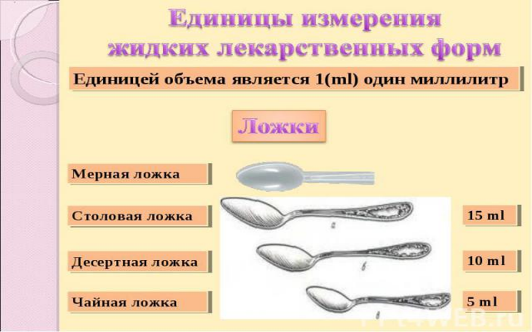 Единицы измерения
жидких лекарственных форм
Единицей объема является 1(ml) один миллилитр
Ложки
Мерная ложка
Столовая ложка
15 ml
Десертная ложка
10 ml
Чайная ложка
5 ml
а
б